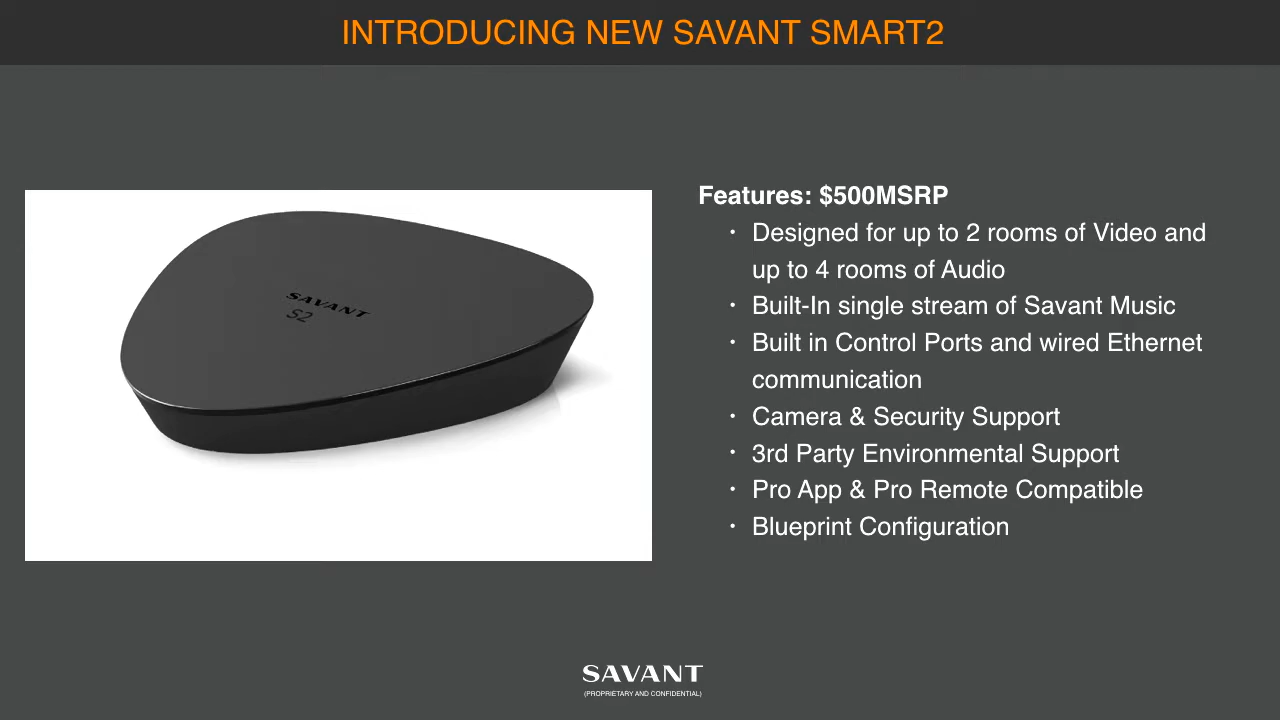 INTRODUCING NEW SAVANT SMART2
SAVANT
S2
Features: $500MSRP
• Designed for up to 2 rooms of Video and
up to 4 rooms of Audio
• Built-In single stream of Savant Music
• Built in Control Ports and wired Ethernet
communication
• Camera & Security Support
• 3rd Party Environmental Support
• Pro App & Pro Remote Compatible
• Blueprint Configuration
SAVANT
(PROPRIETARY AND CONFIDENTIAL)